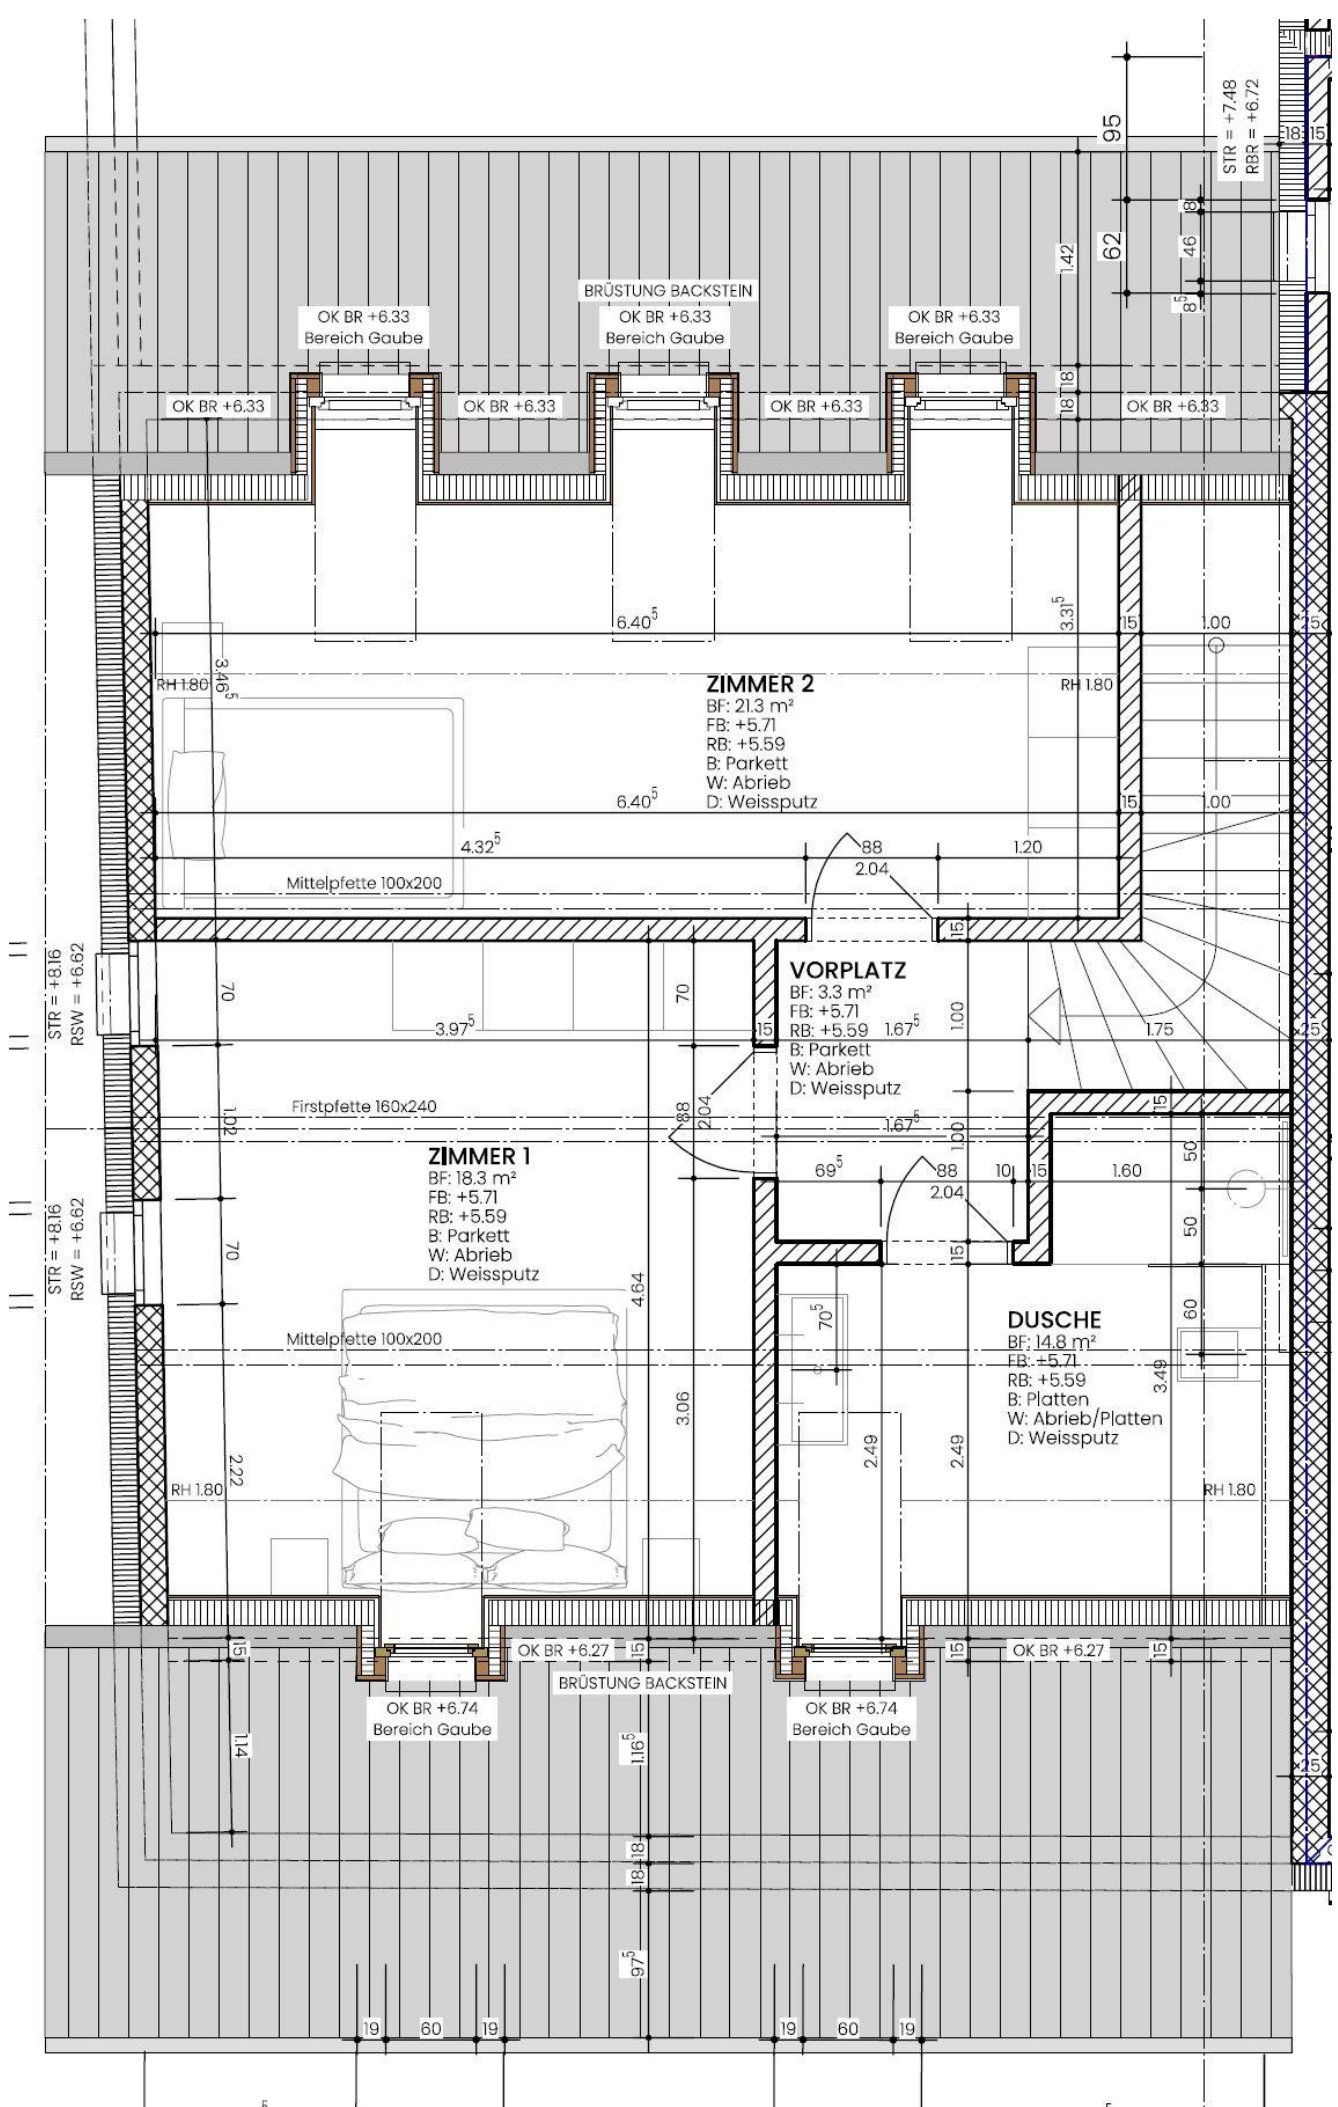 STR = +7.48
RBR = +6.72
95
18 15
62
8
46
8⁵
1.42
BRÜSTUNG BACKSTEIN
OK BR +6.33
Bereich Gaube
OK BR +6.33
Bereich Gaube
OK BR +6.33
Bereich Gaube
18
18
OK BR +6.33
OK BR +6.33
OK BR +6.33
OK BR +6.33
6.40⁵
3.31⁵
15
1.00
25
3.46⁵
RH 1.80
RH 1.80
ZIMMER 2
BF: 21.3 m²
FB: +5.71
RB: +5.59
B: Parkett
W: Abrieb
D: Weissputz
6.40⁵
15
1.00
4.32⁵
88
2.04
1.20
Mittelpfette 100x200
15
STR = +8.16
RSW = +6.62
70
70
VORPLATZ
BF: 3.3 m²
FB: +5.71
RB: +5.59
B: Parkett
W: Abrieb
D: Weissputz
3.97⁵
15
1.67⁵
1.00
1.75
25
Firstpfette 160x240
1.02
88
2.04
1.67⁵
1.00
15
50
ZIMMER 1
BF: 18.3 m²
FB: +5.71
RB: +5.59
B: Parkett
W: Abrieb
D: Weissputz
69⁵
88
2.04
10
15
1.60
STR = +8.16
RSW = +6.62
70
15
50
4.64
70⁵
60
DUSCHE
BF: 14.8 m²
FB: +5.71
RB: +5.59
B: Platten
W: Abrieb/Platten
D: Weissputz
Mittelpfette 100x200
3.06
2.49
2.49
3.49
2.22
RH 1.80
RH 1.80
15
OK BR +6.27
15
15
OK BR +6.27
15
BRÜSTUNG BACKSTEIN
OK BR +6.74
Bereich Gaube
OK BR +6.74
Bereich Gaube
1.14
1.16⁵
25
18
18
97⁵
19
60
19
19
60
19
5
5